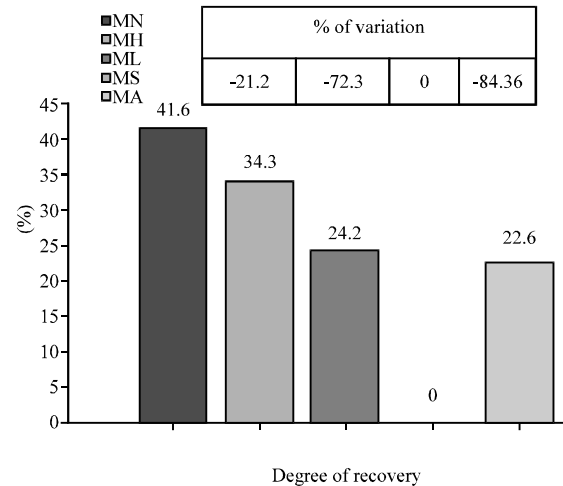 MN
MH
ML
MS
MA
% of variation
-21.2 -72.3 0 -84.36
45
40
35
30
25
20
15
10
5
0
(%)
41.6
34.3
24.2
0
22.6
Degree of recovery